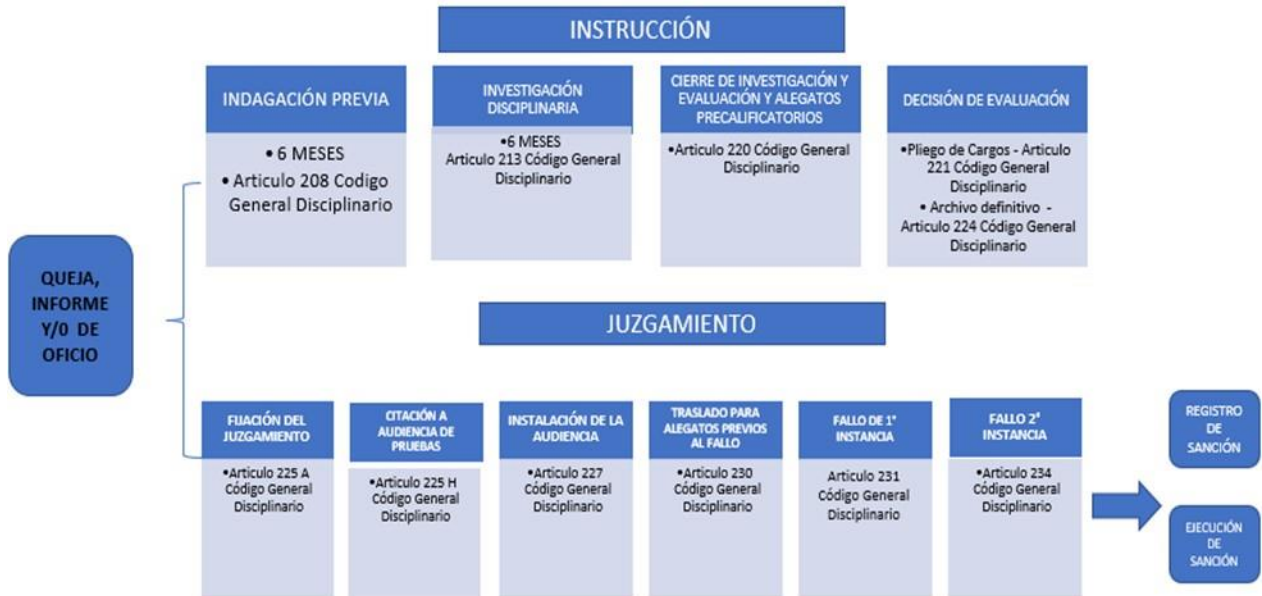 INSTRUCCIÓN
INDAGACIÓN PREVIA
• 6 MESES
• Articulo 208 Codigo
General Disciplinario
INVESTIGACIÓN
DISCIPLINARIA
•6 MESES
Articulo 213 Código General
Disciplinario
CIERRE DE INVESTIGACIÓN Y
EVALUACIÓN Y ALEGATOS
PRECALIFICATORIOS
•Articulo 220 Código General
Disciplinario
DECISIÓN DE EVALUACIÓN
•Pliego de Cargos - Articulo
221 Código General
Disciplinario
• Archivo definitivo -
Articulo 224 Código General
Disciplinario
QUEJA,
INFORME
Y/0 DE
OFICIO
JUZGAMIENTO
FIJACIÓN DEL
JUZGAMIENTO
•Articulo 225 A
Código General
Disciplinario
CITACIÓN A
AUDIENCIA DE
PRUEBAS
•Articulo 225 H
Código General
Disciplinario
INSTALACIÓN DE LA
AUDIENCIA
•Articulo 227
Código General
Disciplinario
TRASLADO PARA
ALEGATOS PREVIOS
AL FALLO
•Articulo 230
Código General
Disciplinario
FALLO DE 1°
INSTANCIA
Articulo 231
Código General
Disciplinario
FALLO 2°
INSTANCIA
•Articulo 234
Código General
Disciplinario
REGISTRO
DE
SANCIÓN
EJECUCIÓN
DE
SANCIÓN